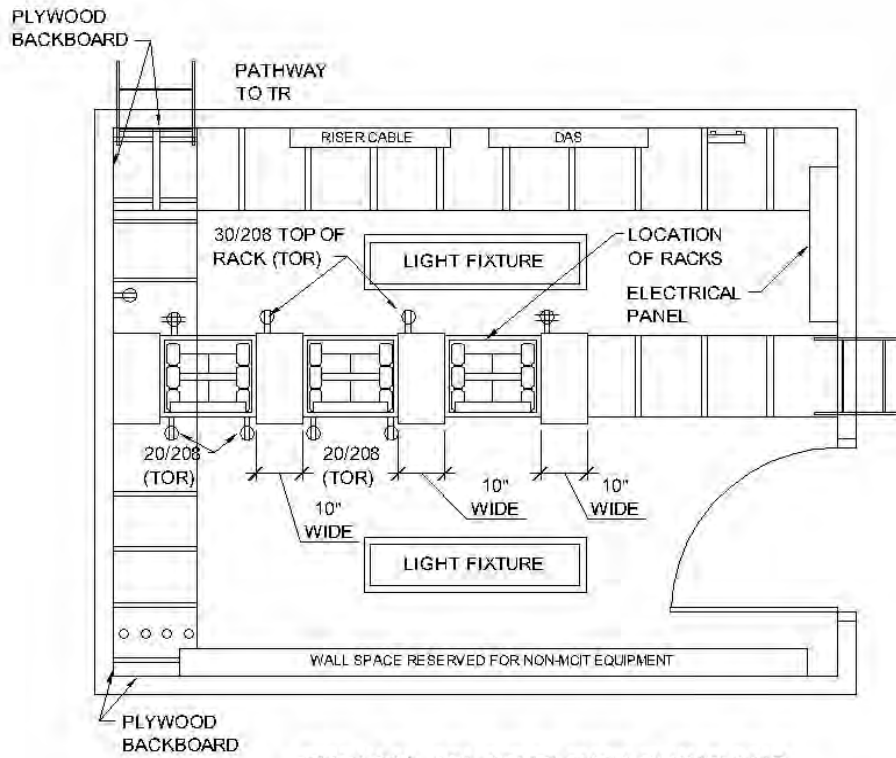 PLYWOOD
BACKBOARD
PATHWAY
TO TR
RISER CABLE
DAS
30/208 TOP OF
RACK (TOR)
LIGHT FIXTURE
LOCATION
OF RACKS
ELECTRICAL
PANEL
20/208
(TOR)
20/208
(TOR)
10"
WIDE
10"
WIDE
10"
WIDE
LIGHT FIXTURE
WALL SPACE RESERVED FOR NON-MCIT EQUIPMENT
PLYWOOD
BACKBOARD